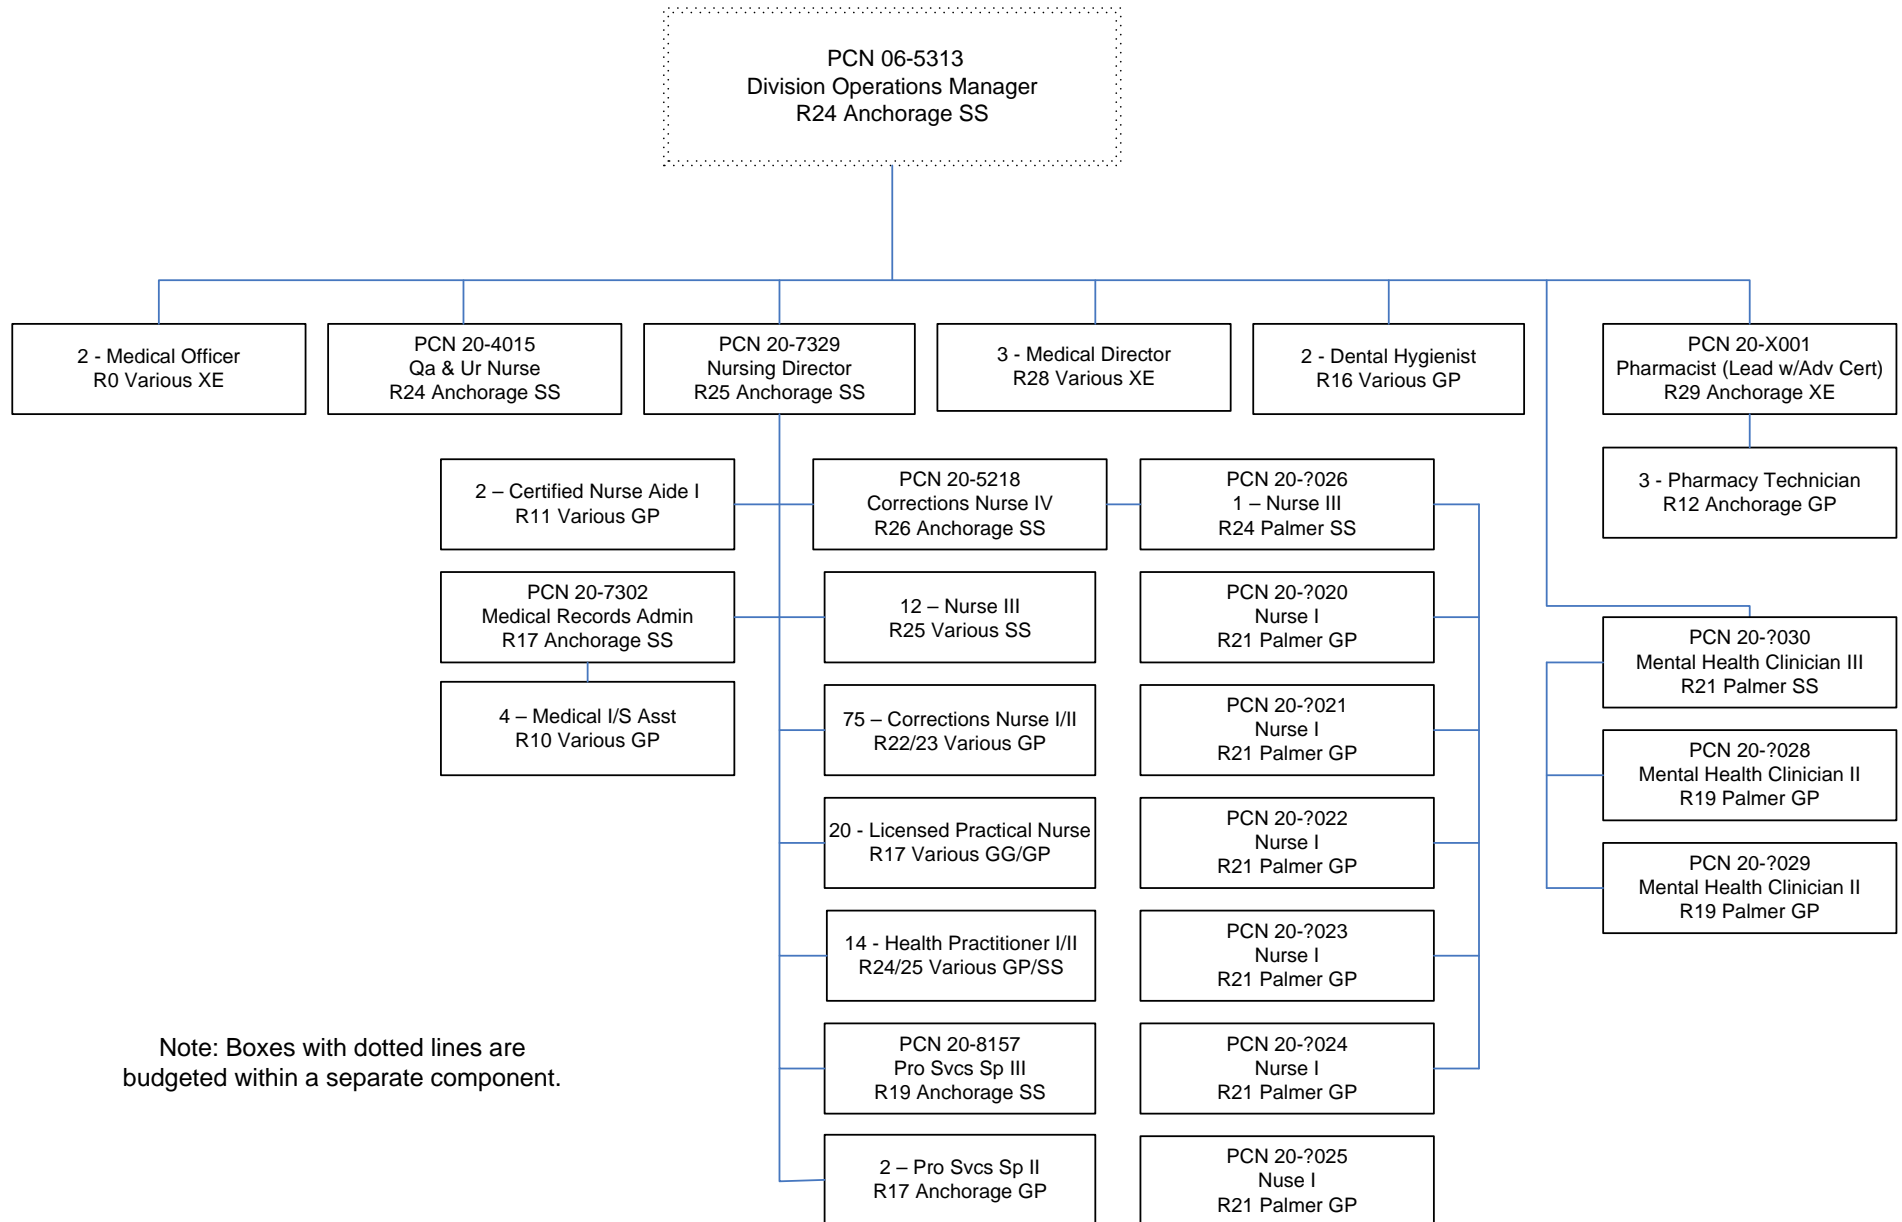 PCN 06-5313
Division Operations Manager
R24 Anchorage SS
2 - Medical Officer
R0 Various XE
PCN 20-4015
Qa & Ur Nurse
R24 Anchorage SS
PCN 20-7329
Nursing Director
R25 Anchorage SS
3 - Medical Director
R28 Various XE
2 - Dental Hygienist
R16 Various GP
PCN 20-X001
Pharmacist (Lead w/Adv Cert)
R29 Anchorage XE
2 – Certified Nurse Aide I
R11 Various GP
PCN 20-5218
Corrections Nurse IV
R26 Anchorage SS
PCN 20-?026
1 – Nurse III
R24 Palmer SS
3 - Pharmacy Technician
R12 Anchorage GP
PCN 20-7302
Medical Records Admin
R17 Anchorage SS
12 – Nurse III
R25 Various SS
PCN 20-?020
Nurse I
R21 Palmer GP
PCN 20-?030
Mental Health Clinician III
R21 Palmer SS
4 – Medical I/S Asst
R10 Various GP
75 – Corrections Nurse I/II
R22/23 Various GP
PCN 20-?021
Nurse I
R21 Palmer GP
PCN 20-?028
Mental Health Clinician II
R19 Palmer GP
20 - Licensed Practical Nurse
R17 Various GG/GP
PCN 20-?022
Nurse I
R21 Palmer GP
PCN 20-?029
Mental Health Clinician II
R19 Palmer GP
14 - Health Practitioner I/II
R24/25 Various GP/SS
PCN 20-?023
Nurse I
R21 Palmer GP
Note: Boxes with dotted lines are
budgeted within a separate component.
PCN 20-8157
Pro Svcs Sp III
R19 Anchorage SS
PCN 20-?024
Nurse I
R21 Palmer GP
2 – Pro Svcs Sp II
R17 Anchorage GP
PCN 20-?025
Nuse I
R21 Palmer GP